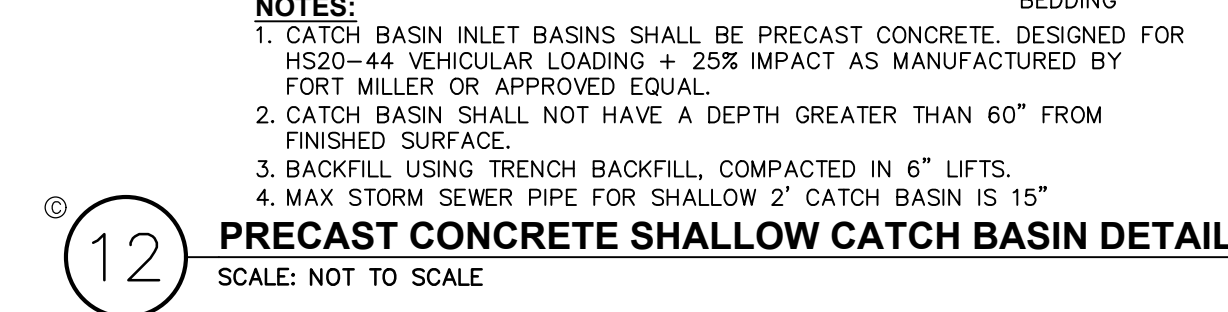 NOTES:
BEDDING
1. CATCH BASIN INLET BASINS SHALL BE PRECAST CONCRETE. DESIGNED FOR
HS20-44 VEHICULAR LOADING + 25% IMPACT AS MANUFACTURED BY
FORT MILLER OR APPROVED EQUAL.
2. CATCH BASIN SHALL NOT HAVE A DEPTH GREATER THAN 60" FROM
FINISHED SURFACE.
3. BACKFILL USING TRENCH BACKFILL, COMPACTED IN 6" LIFTS.
4. MAX STORM SEWER PIPE FOR SHALLOW 2' CATCH BASIN IS 15"
©
12
PRECAST CONCRETE SHALLOW CATCH BASIN DETAIL
SCALE: NOT TO SCALE